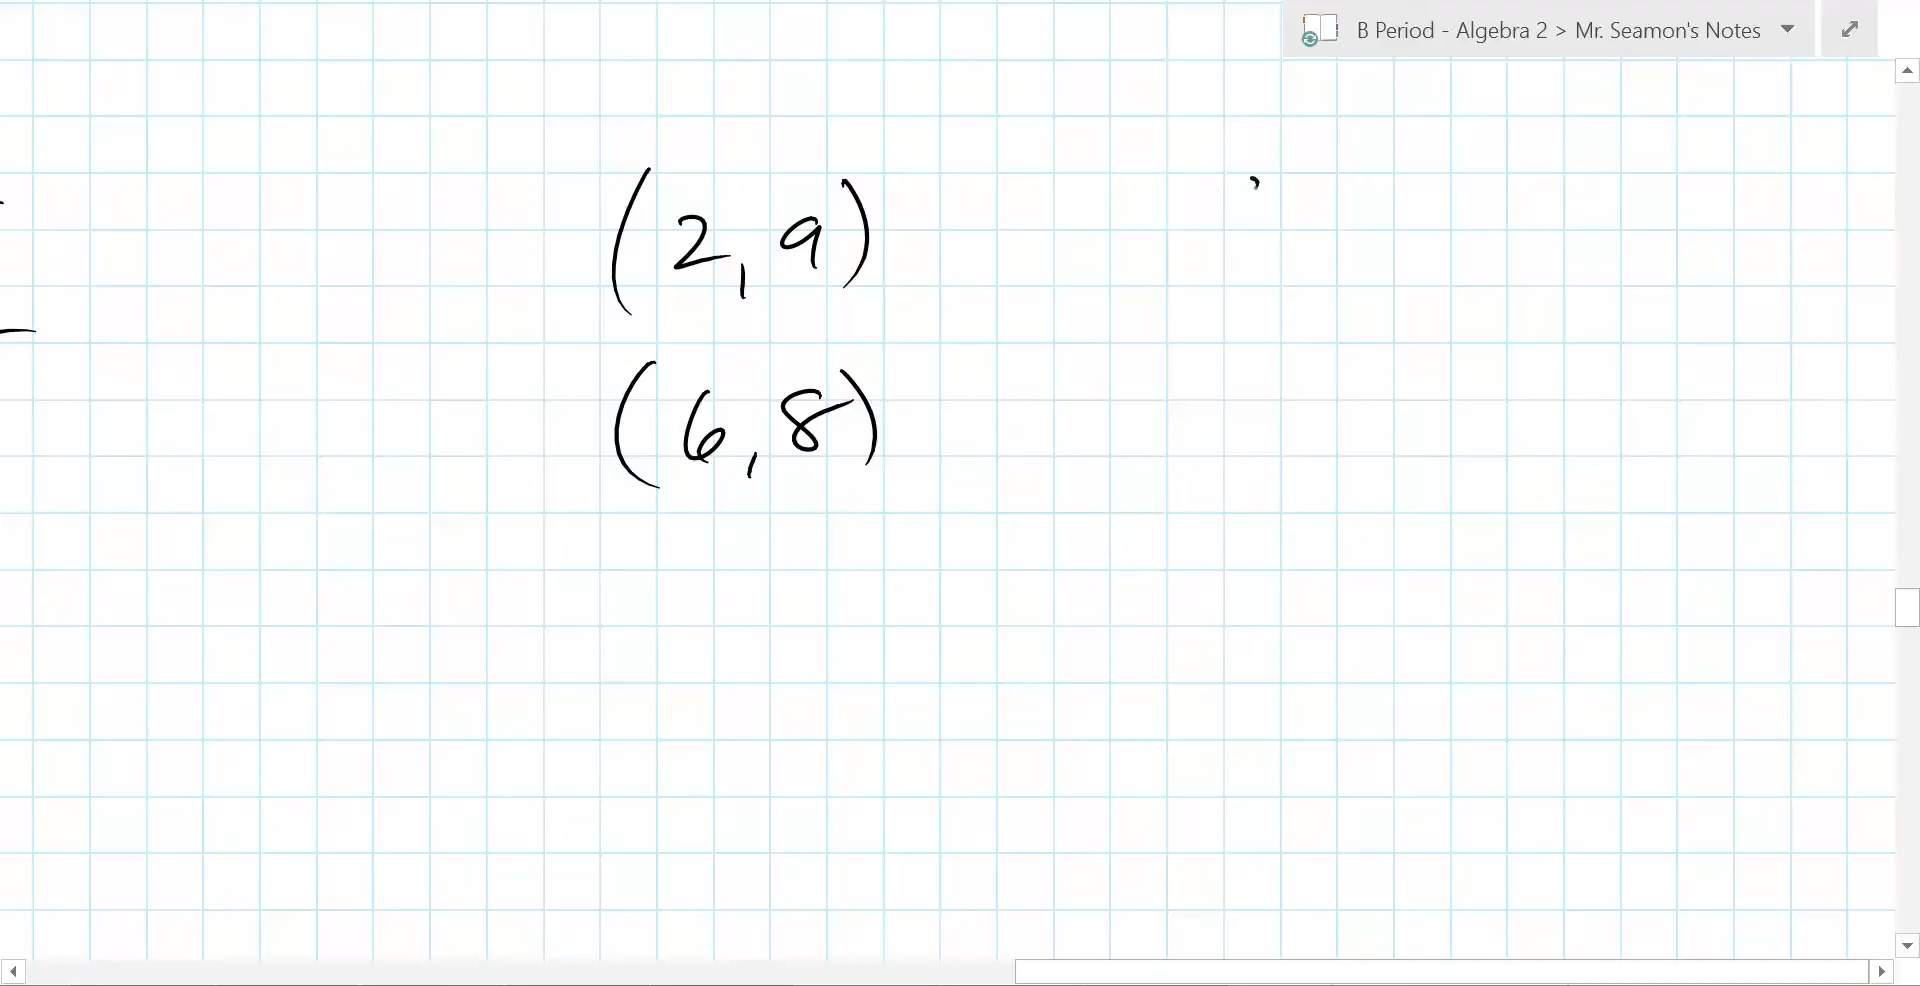 B Period - Algebra 2 > Mr. Seamon's Notes
(2, 9)
(6, 8)